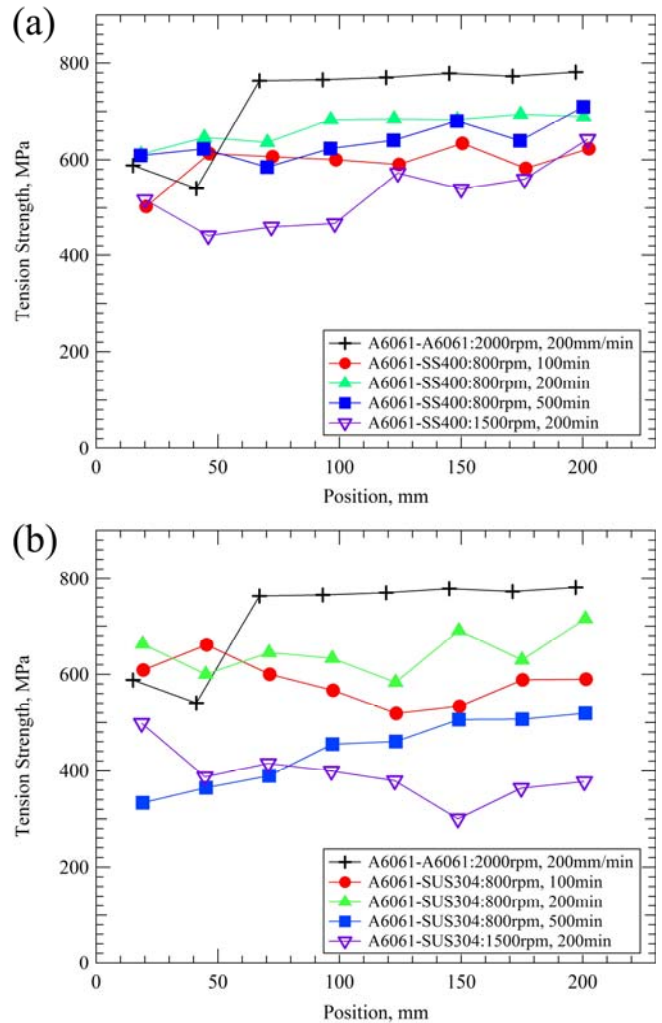 (a)
800
600
400
200
0
Tension Strength, MPa
A6061-A6061:2000rpm, 200mm/min
A6061-SS400:800rpm, 100min
A6061-SS400:800rpm, 200min
A6061-SS400:800rpm, 500min
A6061-SS400:1500rpm, 200min
0 50 100 150 200
Position, mm
(b)
800
600
400
200
0
Tension Strength, MPa
A6061-A6061:2000rpm, 200mm/min
A6061-SUS304:800rpm, 100min
A6061-SUS304:800rpm, 200min
A6061-SUS304:800rpm, 500min
A6061-SUS304:1500rpm, 200min
0 50 100 150 200
Position, mm